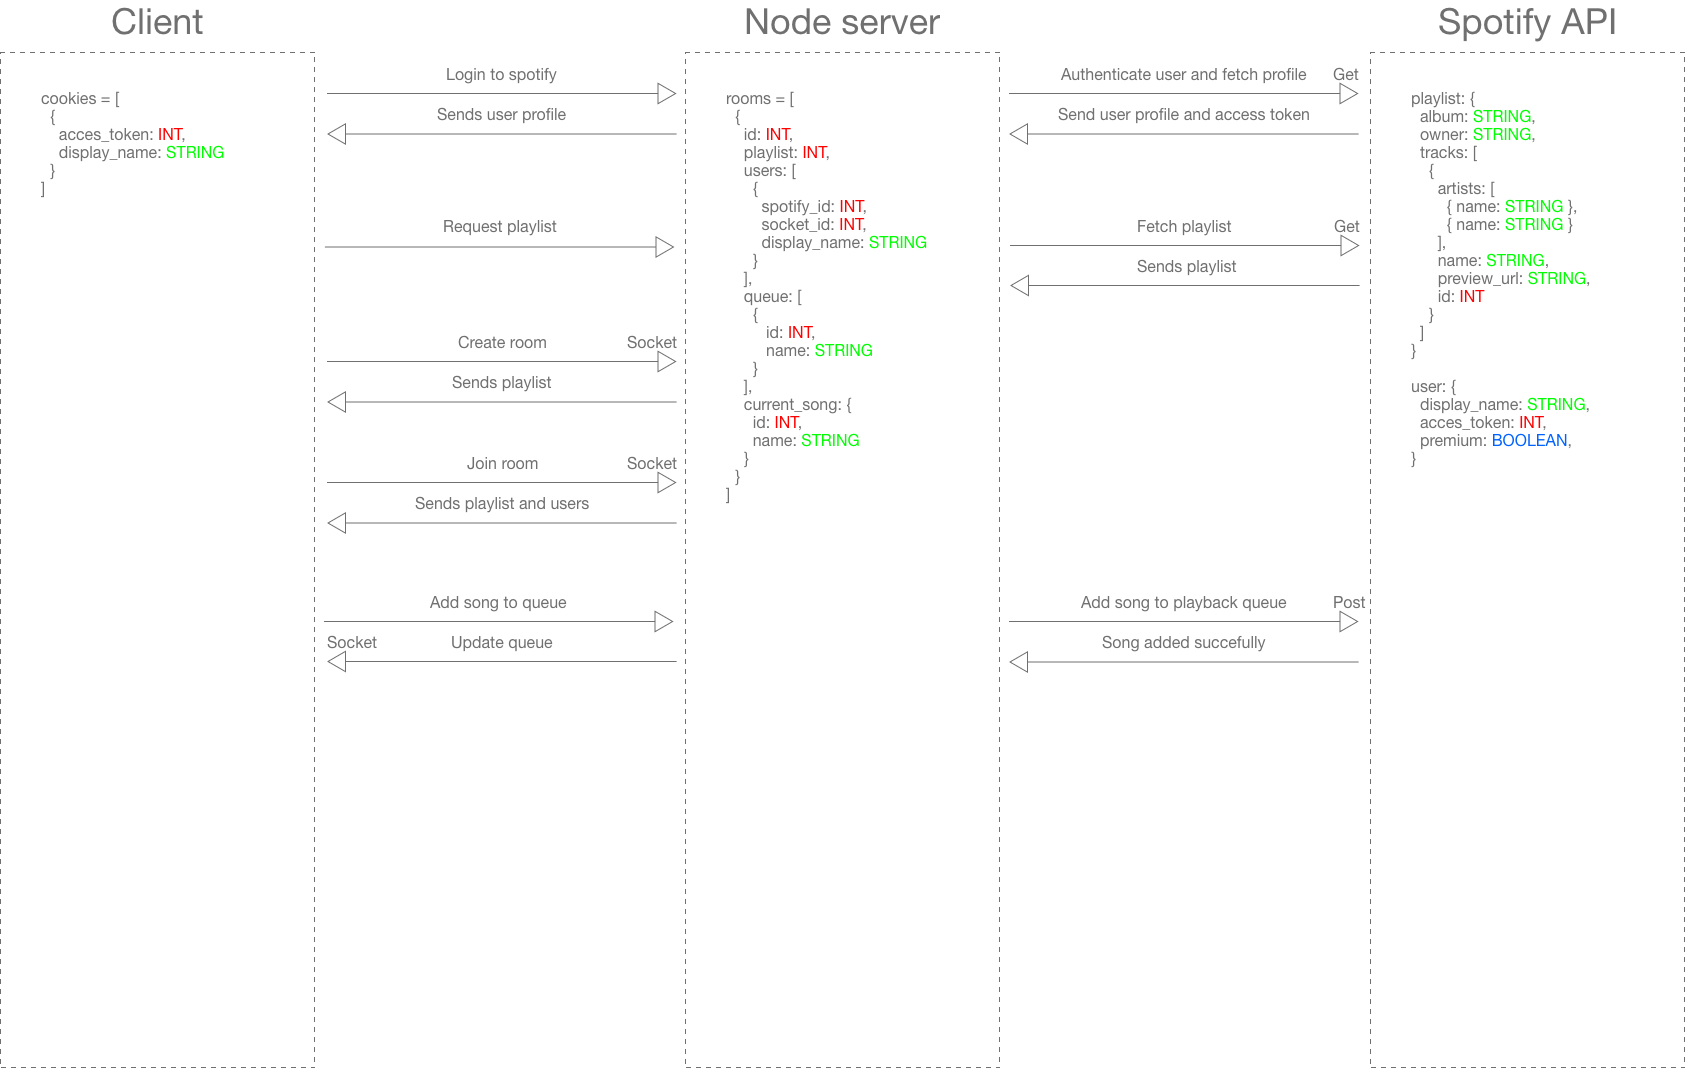 Client
Node server
Spotify API
cookies = [
{
acces_token: INT,
display_name: STRING
}
]
Login to spotify
Sends user profile
Request playlist
Create room
Socket
Sends playlist
Join room
Socket
Sends playlist and users
Add song to queue
Socket
Update queue
rooms = [
{
id: INT,
playlist: INT,
users: [
{
spotify_id: INT,
socket_id: INT,
display_name: STRING
}
],
queue: [
{
id: INT,
name: STRING
}
],
current_song: {
id: INT,
name: STRING
}
}
]
Authenticate user and fetch profile
Get
Send user profile and access token
Fetch playlist
Get
Sends playlist
Add song to playback queue
Post
Song added succefully
playlist: {
album: STRING,
owner: STRING,
tracks: [
{
artists: [
{ name: STRING },
{ name: STRING }
],
name: STRING,
preview_url: STRING,
id: INT
}
]
}
user: {
display_name: STRING,
acces_token: INT,
premium: BOOLEAN,
}